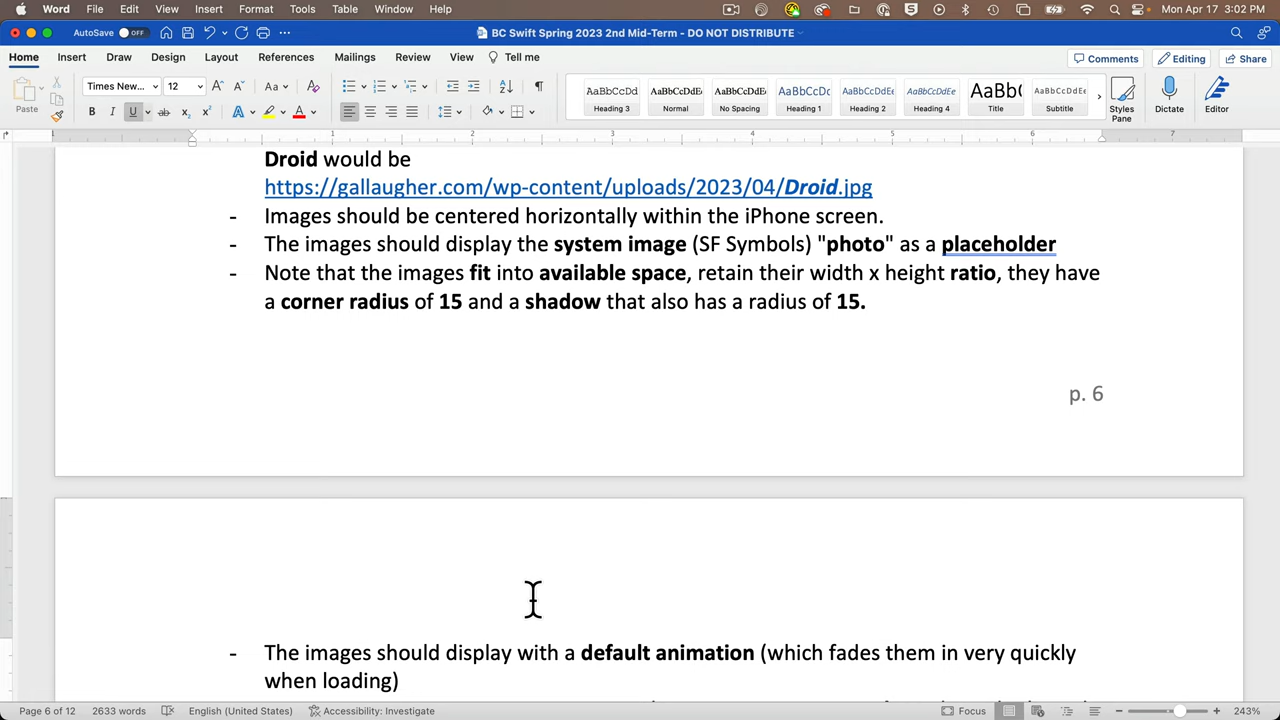 Word File Edit View Insert Format Tools Table Window Help
Mon Apr 17 3:02 PM
AutoSave OFF
BC Swift Spring 2023 2nd Mid-Term - DO NOT DISTRIBUTE
Home Insert Draw Design Layout References Mailings Review View Tell me
Comments Editing Share
Paste
Times New... 12
AaBbCcDd Heading 3
AaBbCcDdEe Normal
AaBbCcDdEe No Spacing
AaBbCcDc Heading 1
AaBbCcDdEe Heading 2
AaBbCcDdEe Heading 4
AaBb( Title
AaBbCcDdEe Subtitle
Styles Pane
Dictate
Editor
1 2 3 4 5 6 7
Droid would be
https://gallaugher.com/wp-content/uploads/2023/04/Droid.jpg
- Images should be centered horizontally within the iPhone screen.
- The images should display the system image (SF Symbols) "photo" as a placeholder
- Note that the images fit into available space, retain their width x height ratio, they have
a corner radius of 15 and a shadow that also has a radius of 15.
p. 6
- The images should display with a default animation (which fades them in very quickly
when loading)
Page 6 of 12 2633 words English (United States) Accessibility: Investigate Focus 243%